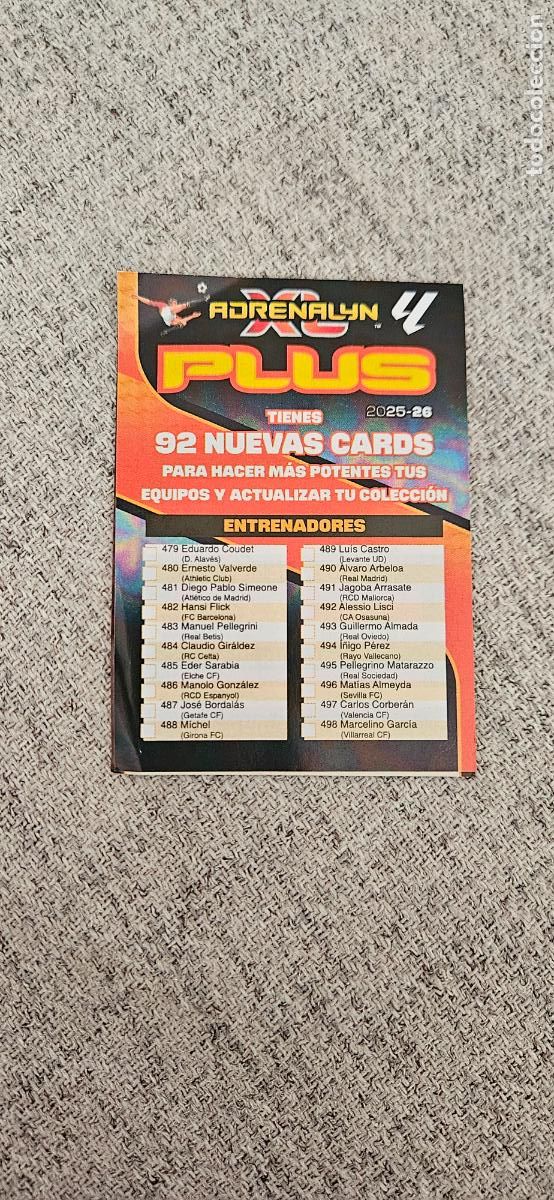 todocoleccion
ADRENALYN XL
TM
PLUS
2025-26
TIENES
92 NUEVAS CARDS
PARA HACER MÁS POTENTES TUS
EQUIPOS Y ACTUALIZAR TU COLECCIÓN
ENTRENADORES
479 Eduardo Coudet
(D. Alavés)
480 Ernesto Valverde
(Athletic Club)
481 Diego Pablo Simeone
(Atlético de Madrid)
482 Hansi Flick
(FC Barcelona)
483 Manuel Pellegrini
(Real Betis)
484 Claudio Giráldez
(RC Celta)
485 Eder Sarabia
(Elche CF)
486 Manolo González
(RCD Espanyol)
487 José Bordalás
(Getafe CF)
488 Michel
(Girona FC)
489 Luís Castro
(Levante UD)
490 Álvaro Arbeloa
(Real Madrid)
491 Jagoba Arrasate
(RCD Mallorca)
492 Alessio Lisci
(CA Osasuna)
493 Guillermo Almada
(Real Oviedo)
494 Iñigo Pérez
(Rayo Vallecano)
495 Pellegrino Matarazzo
(Real Sociedad)
496 Matías Almeyda
(Sevilla FC)
497 Carlos Corberán
(Valencia CF)
498 Marcelino García
(Villarreal CF)